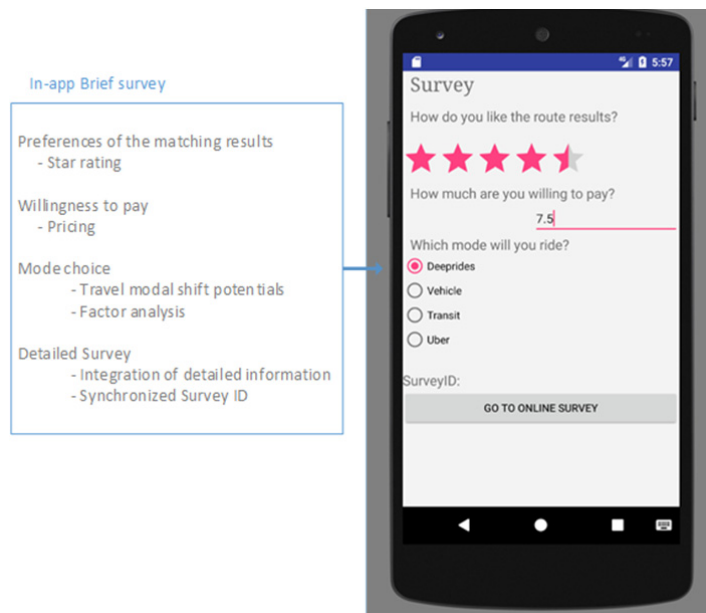 In-app Brief survey
Preferences of the matching results
- Star rating
Willingness to pay
- Pricing
Mode choice
- Travel modal shift potentials
- Factor analysis
Detailed Survey
- Integration of detailed information
- Synchronized Survey ID
5:57
Survey
How do you like the route results?
How much are you willing to pay?
7.5
Which mode will you ride?
Deeprides
Vehicle
Transit
Uber
SurveyID:
GO TO ONLINE SURVEY